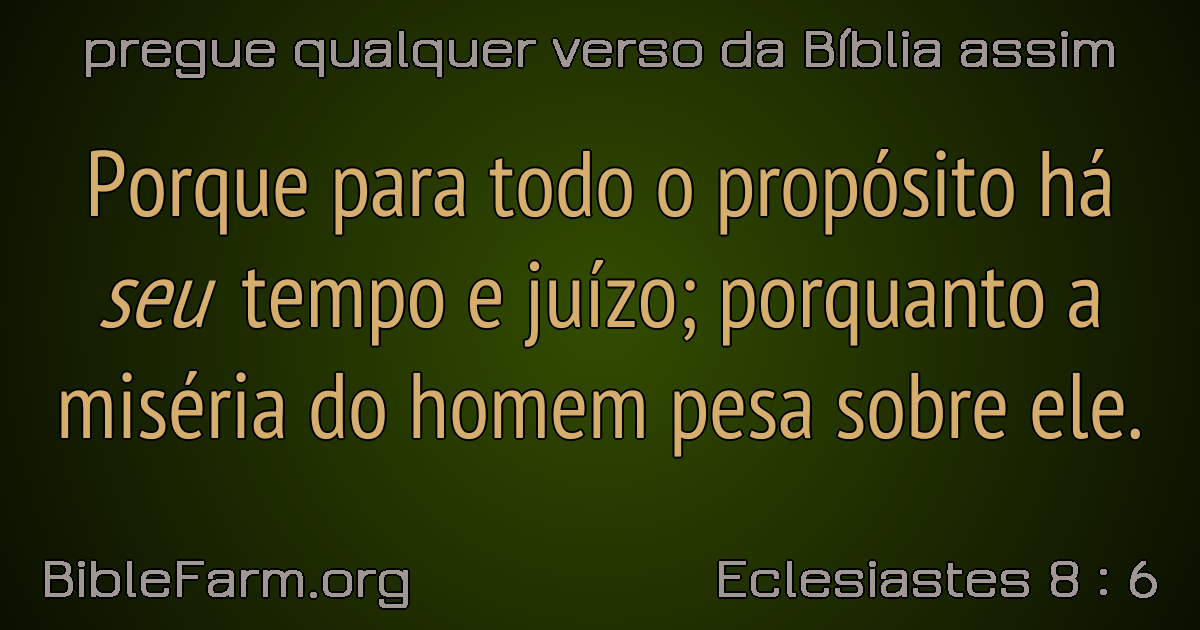 pregue qualquer verso da Bíblia assim
Porque para todo o propósito há
seu tempo e juízo; porquanto a
miséria do homem pesa sobre ele.
BibleFarm.org
Eclesiastes 8 : 6